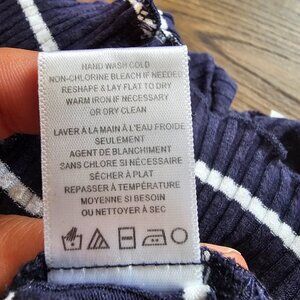 HAND WASH COLD
NON-CHLORINE BLEACH IF NEEDED
RESHAPE & LAY FLAT TO DRY
WARM IRON IF NECESSARY
OR DRY CLEAN
LAVER À LA MAIN À L'EAU FROIDE
SEULEMENT
AGENT DE BLANCHIMENT
SANS CHLORE SI NÉCESSAIRE
SÉCHER À PLAT
REPASSER À TEMPÉRATURE
MOYENNE SI BESOIN
OU NETTOYER À SEC